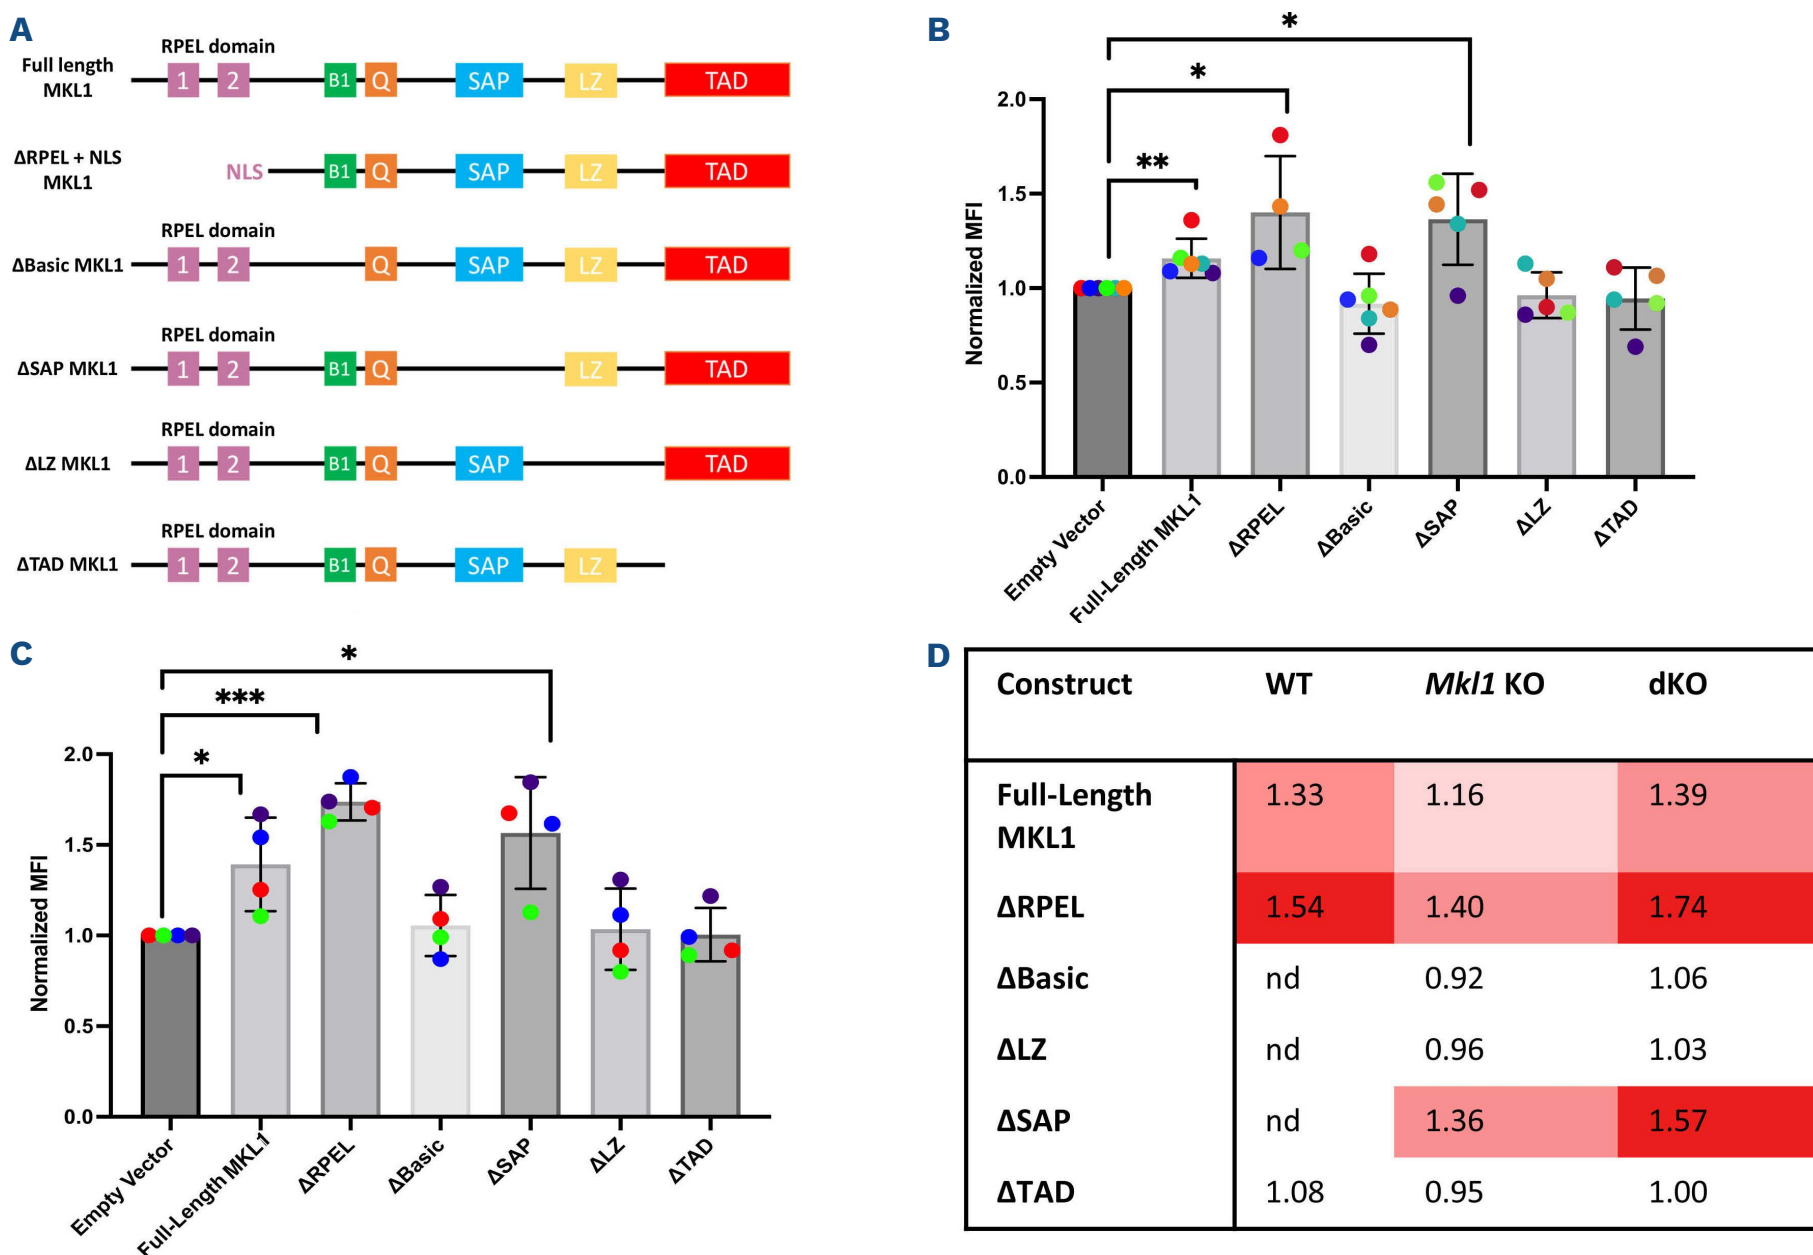 A
RPEL domain
Full length
MKL1
1 2 B1 Q SAP LZ TAD
ΔRPEL + NLS
MKL1
NLS B1 Q SAP LZ TAD
RPEL domain
ΔBasic MKL1 1 2 Q SAP LZ TAD
RPEL domain
ΔSAP MKL1 1 2 B1 Q LZ TAD
RPEL domain
ΔLZ MKL1 1 2 B1 Q SAP TAD
RPEL domain
ΔTAD MKL1 1 2 B1 Q SAP LZ
B
*
*
**
Normalized MFI
2.0
1.5
1.0
0.5
0.0
Empty Vector
Full-Length MKL1
ΔRPEL
ΔBasic
ΔSAP
ΔLZ
ΔTAD
C
*
***
*
Normalized MFI
2.0
1.5
1.0
0.5
0.0
Empty Vector
Full-Length MKL1
ΔRPEL
ΔBasic
ΔSAP
ΔLZ
ΔTAD
D
Construct WT Mkl1 KO dKO
Full-Length 1.33 1.16 1.39
MKL1
ΔRPEL 1.54 1.40 1.74
ΔBasic nd 0.92 1.06
ΔLZ nd 0.96 1.03
ΔSAP nd 1.36 1.57
ΔTAD 1.08 0.95 1.00